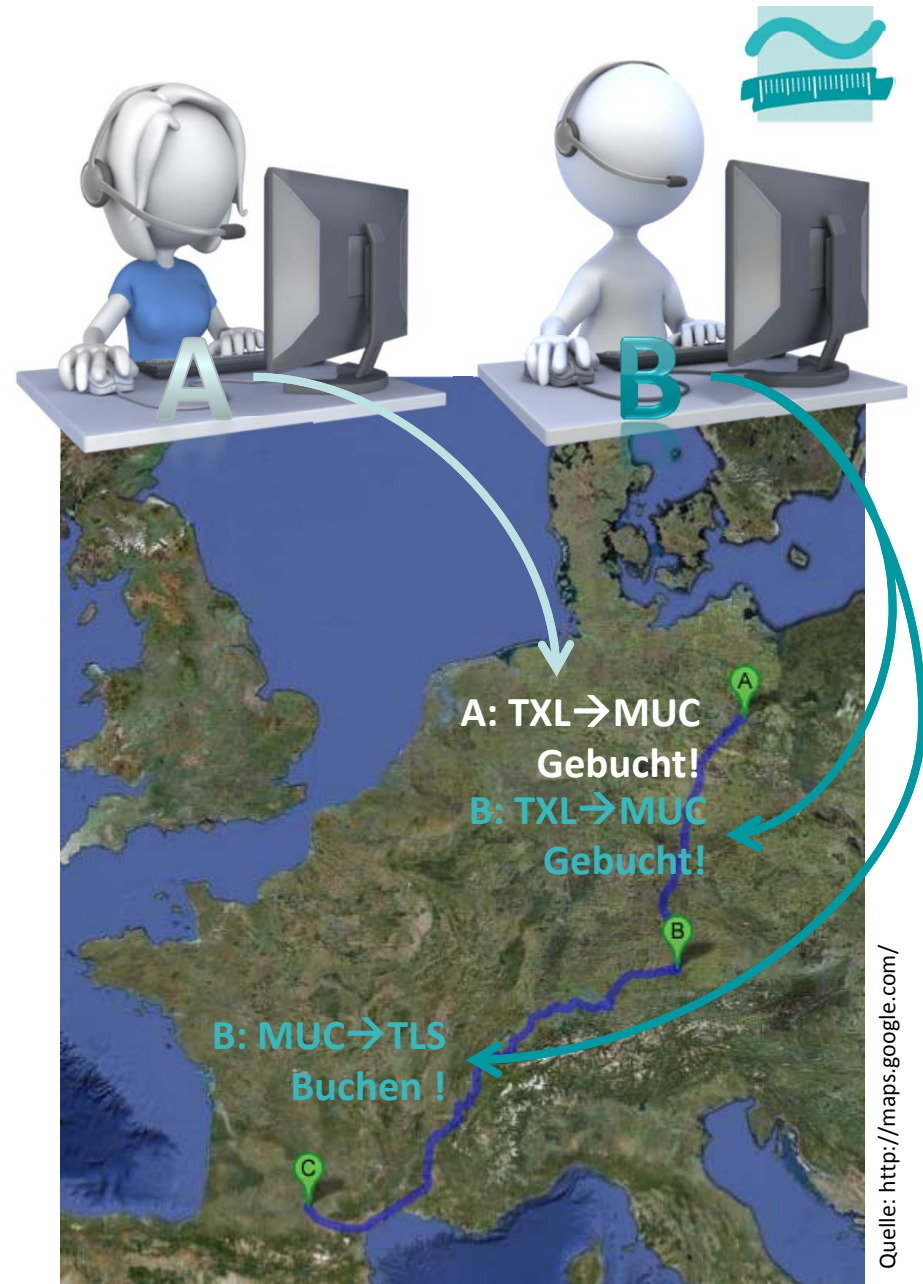 A
B
A: TXL→MUC
Gebucht!
B: TXL→MUC
Gebucht!
B: MUC→TLS
Buchen !
A
B
C
Quelle: http://maps.google.com/